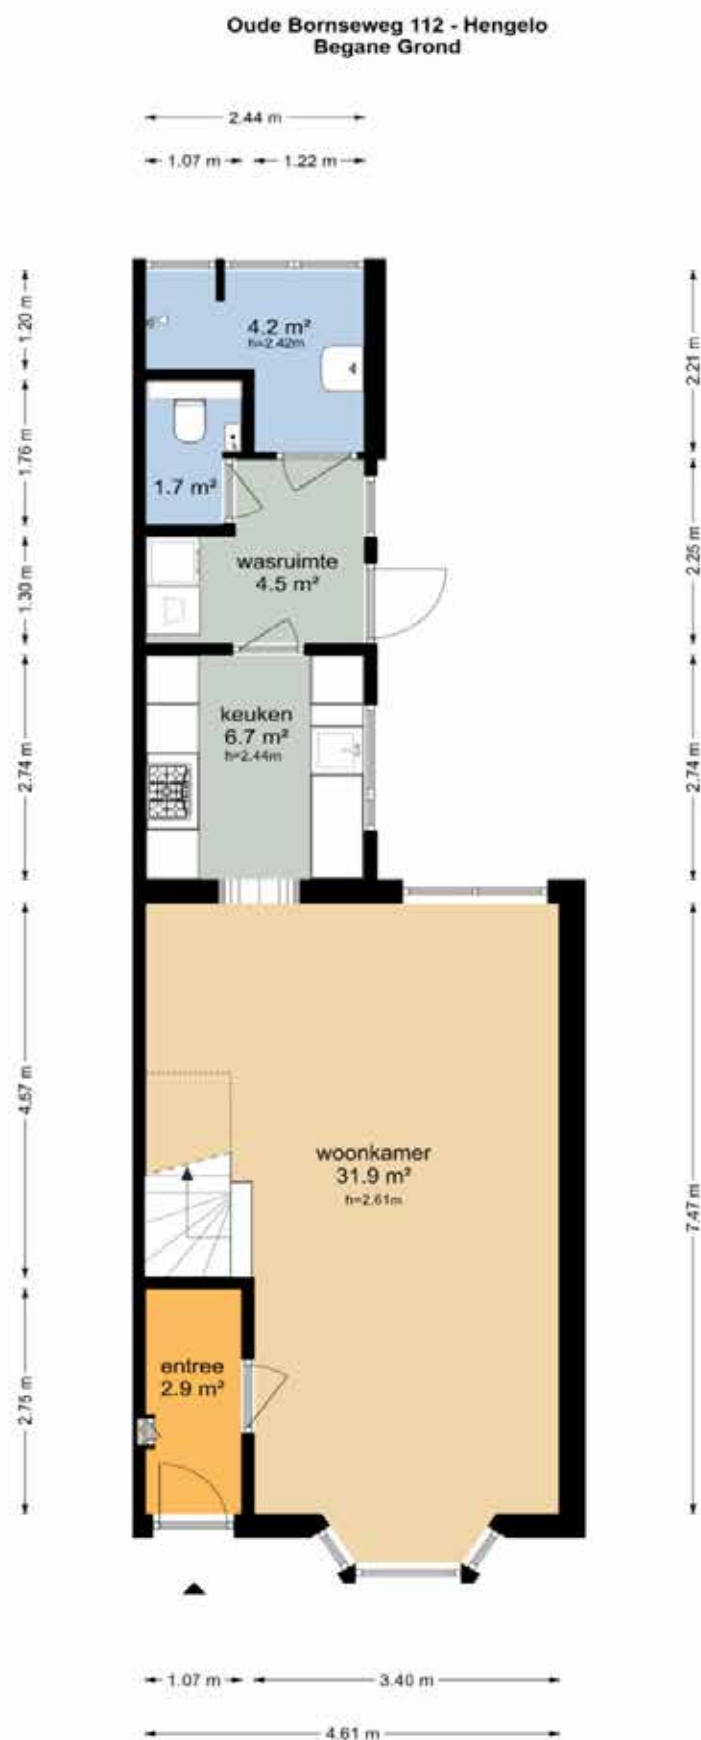 Oude Bornseweg 112 - Hengelo
Begane Grond
2.44 m
1.07 m
1.22 m
1.20 m
4.2 m²
h=2.42m
2.21 m
1.76 m
1.7 m²
wasruimte
4.5 m²
2.25 m
1.30 m
keuken
6.7 m²
h=2.44m
2.74 m
2.74 m
4.57 m
woonkamer
31.9 m²
h=2.61m
7.47 m
entree
2.9 m²
2.75 m
1.07 m
3.40 m
4.61 m